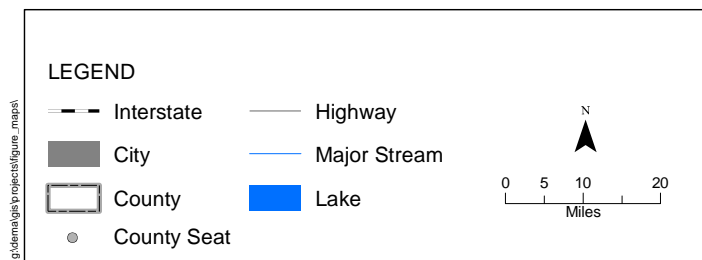 LEGEND
Interstate
Highway
City
Major Stream
County
Lake
County Seat
N
0 5 10 20
Miles
g:\dema\gis\projects\figure_maps\